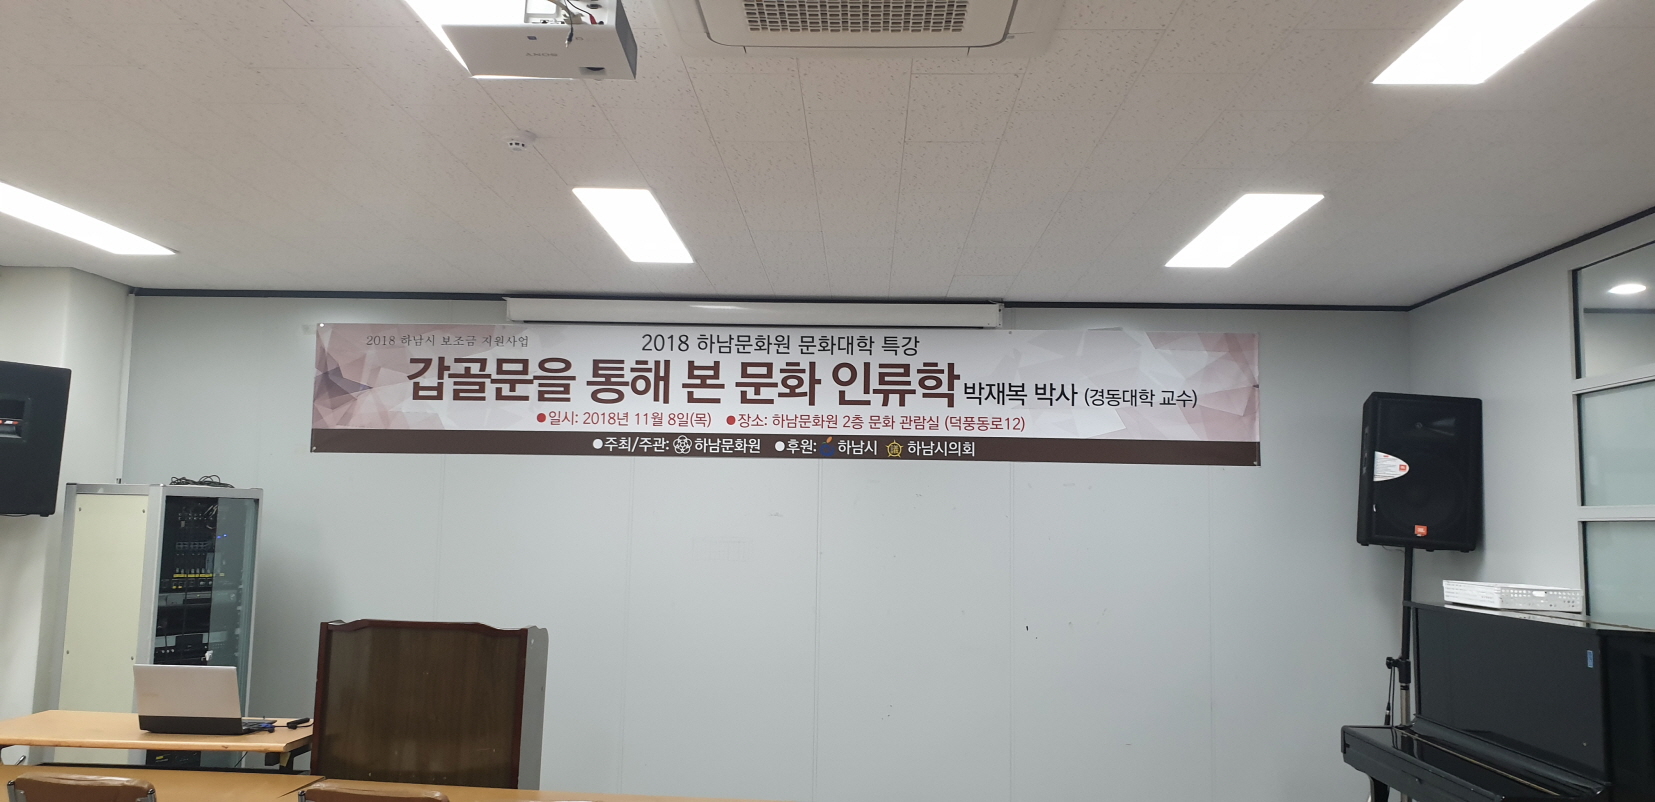 SONY
2018 하남시 보조금 지원사업
2018 하남문화원 문화대학 특강
갑골문을 통해 본 문화 인류학 박재복 박사 (경동대학 교수)
●일시: 2018년 11월 8일(목) ●장소: 하남문화원 2층 문화 관람실 (덕풍동로12)
●주최/주관: 하남문화원 ●후원: 하남시 하남시의회
JBL